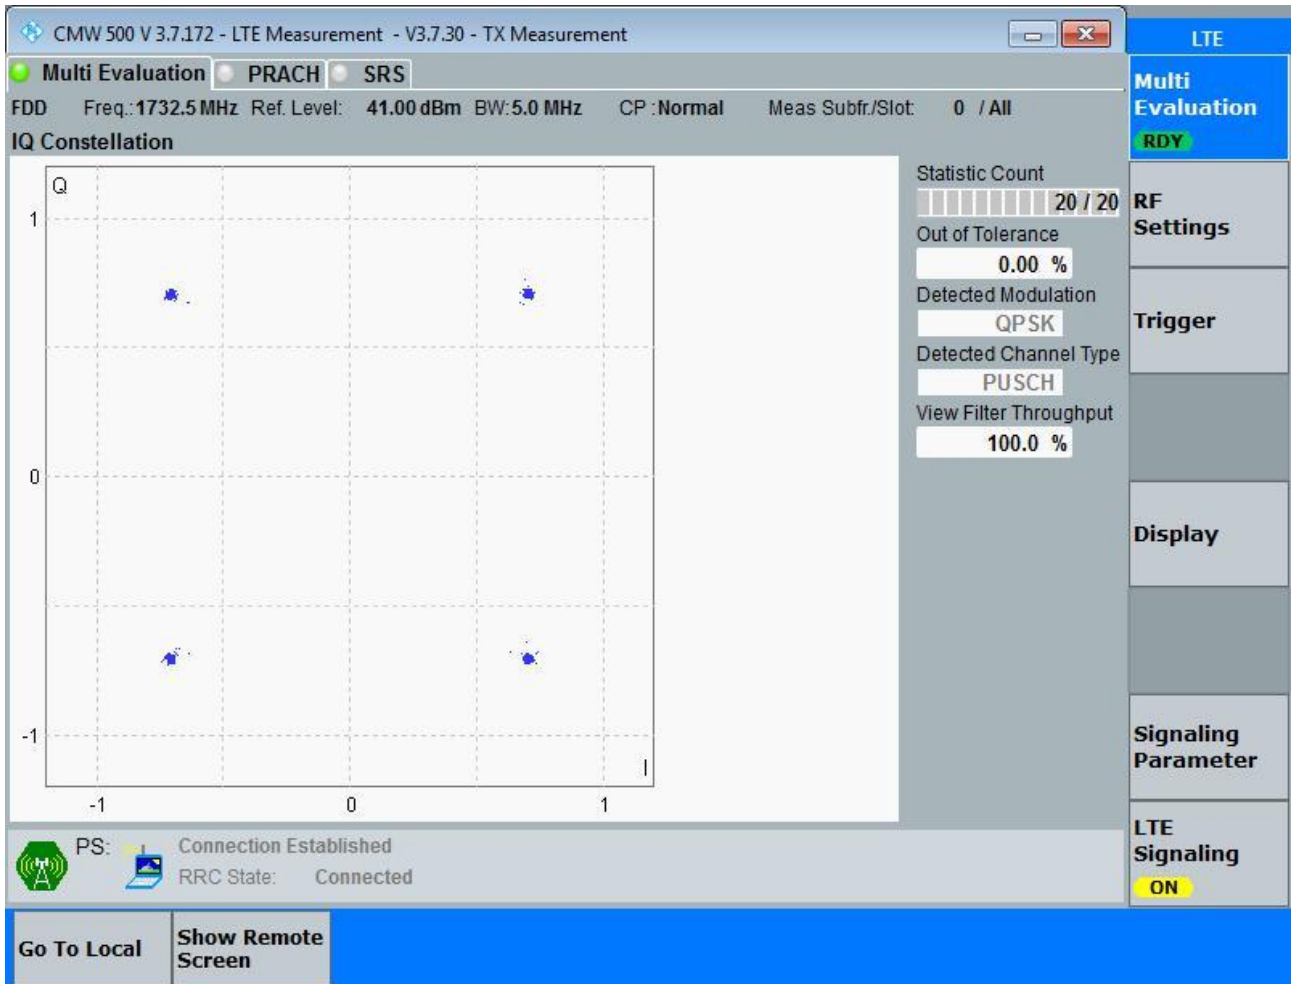 CMW 500 V 3.7.172 - LTE Measurement - V3.7.30 - TX Measurement
LTE
Multi Evaluation PRACH SRS
FDD Freq.:1732.5 MHz Ref. Level: 41.00 dBm BW:5.0 MHz CP :Normal Meas Subfr./Slot: 0 / All
IQ Constellation
Q
1
0
-1
-1
0
1
I
Statistic Count
20 / 20
Out of Tolerance
0.00 %
Detected Modulation
QPSK
Detected Channel Type
PUSCH
View Filter Throughput
100.0 %
Multi
Evaluation
RDY
RF
Settings
Trigger
Display
Signaling
Parameter
LTE
Signaling
ON
PS: Connection Established
RRC State: Connected
Go To Local
Show Remote
Screen